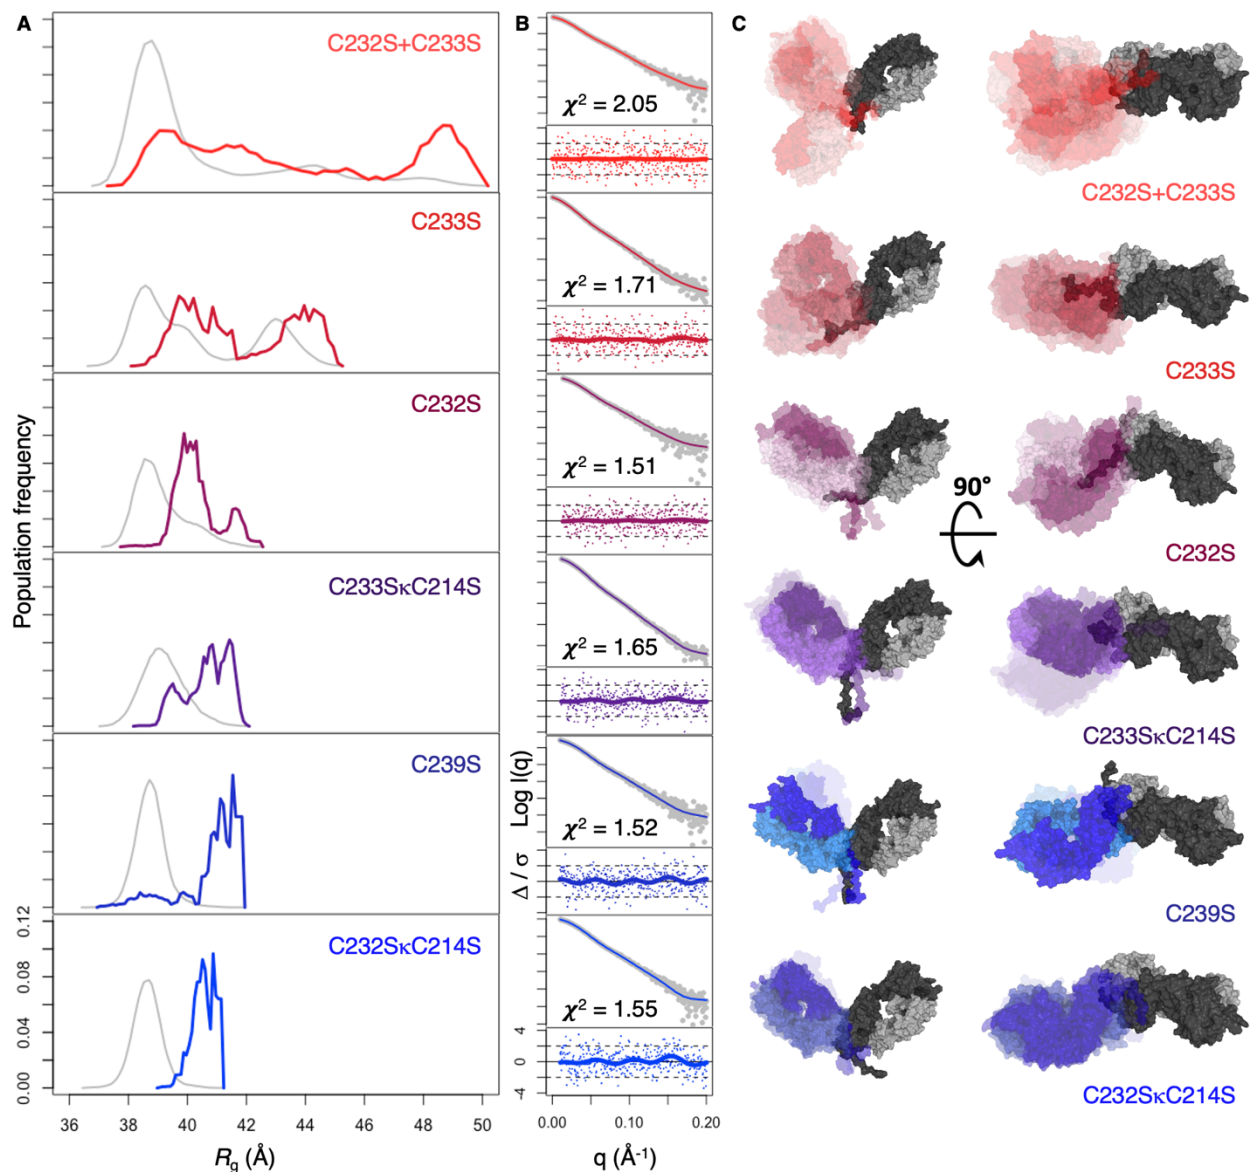 A
B
C
C232S+C233S
χ² = 2.05
C232S+C233S
C233S
χ² = 1.71
C233S
C232S
χ² = 1.51
90°
C232S
C233SκC214S
χ² = 1.65
C233SκC214S
C239S
χ² = 1.52
C239S
C232SκC214S
χ² = 1.55
C232SκC214S
Population frequency
0.12
0.08
0.04
0.00
Log I(q)
Δ / σ
4
0
-4
36 38 40 42 44 46 48 50
Rg (Å)
0.00 0.10 0.20
q (Å⁻¹)